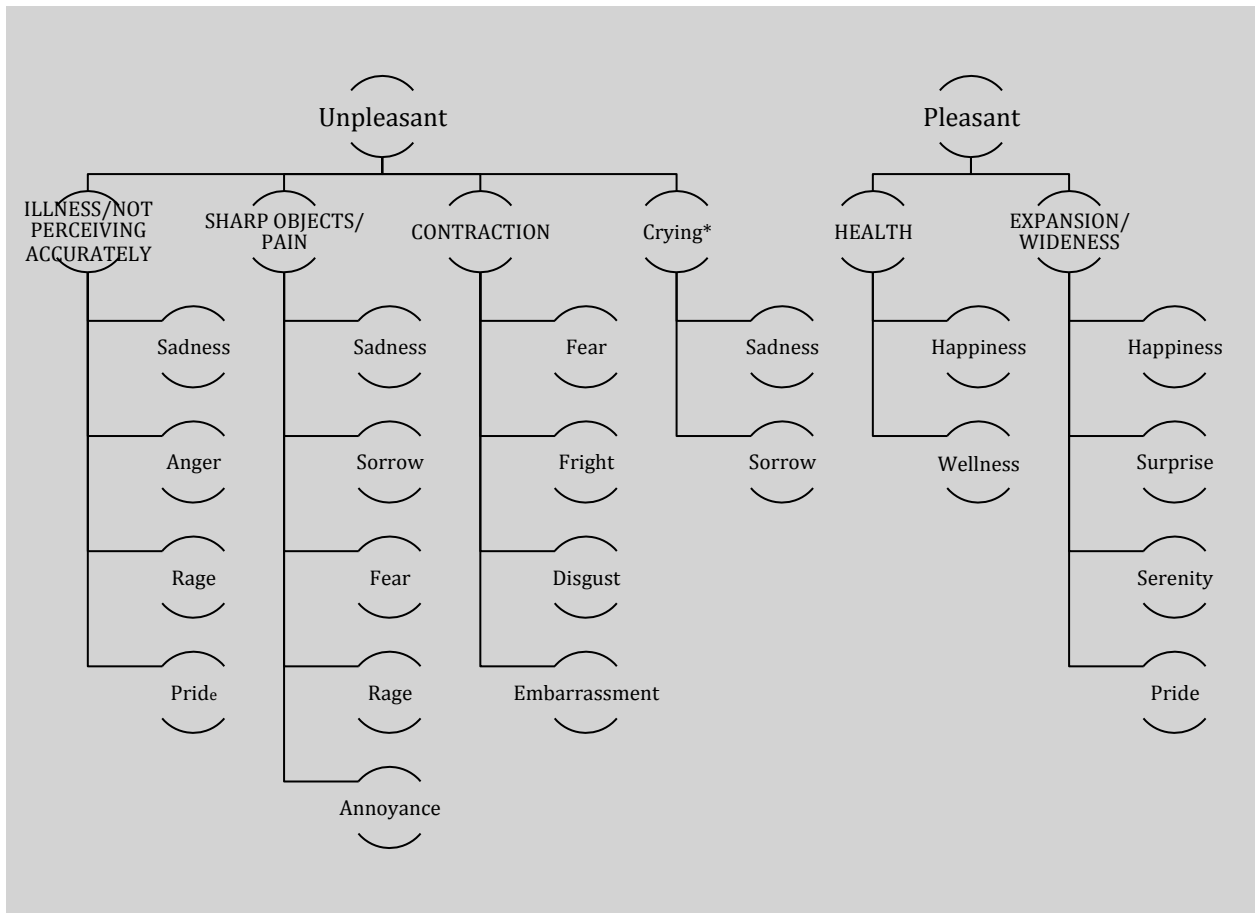 Unpleasant
Pleasant
ILLNESS/NOT
PERCEIVING
ACCURATELY
SHARP OBJECTS/
PAIN
CONTRACTION
Crying*
HEALTH
EXPANSION/
WIDENESS
Sadness
Sadness
Fear
Sadness
Happiness
Happiness
Anger
Sorrow
Fright
Sorrow
Wellness
Surprise
Rage
Fear
Disgust
Serenity
Pride
Rage
Embarrassment
Pride
Annoyance